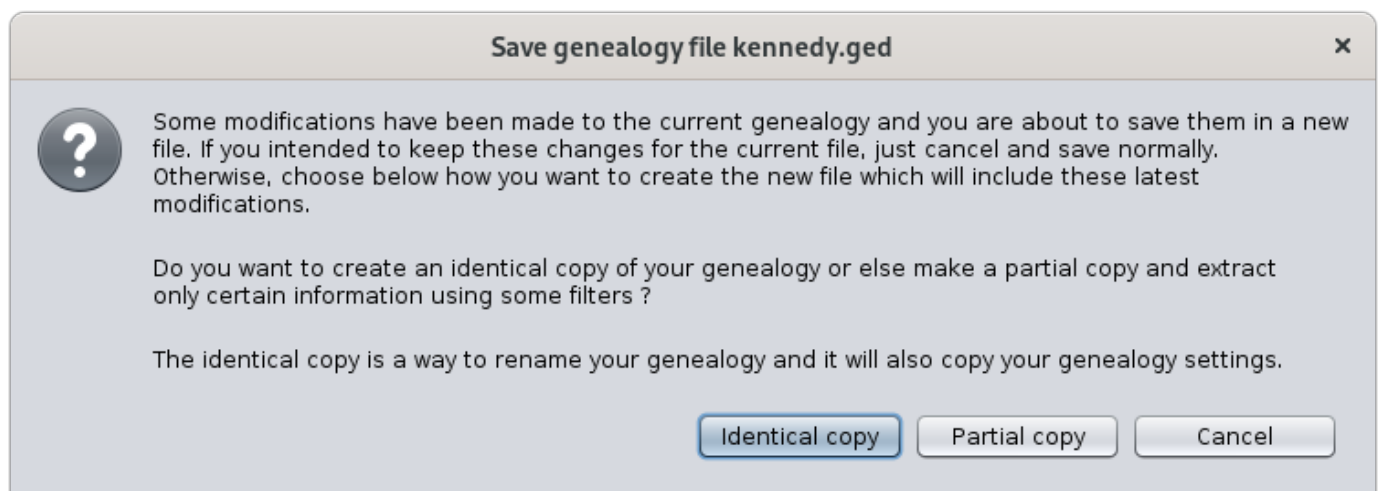 Save genealogy file kennedy.ged
Some modifications have been made to the current genealogy and you are about to save them in a new
file. If you intended to keep these changes for the current file, just cancel and save normally.
Otherwise, choose below how you want to create the new file which will include these latest
modifications.
Do you want to create an identical copy of your genealogy or else make a partial copy and extract
only certain information using some filters ?
The identical copy is a way to rename your genealogy and it will also copy your genealogy settings.
Identical copy Partial copy Cancel